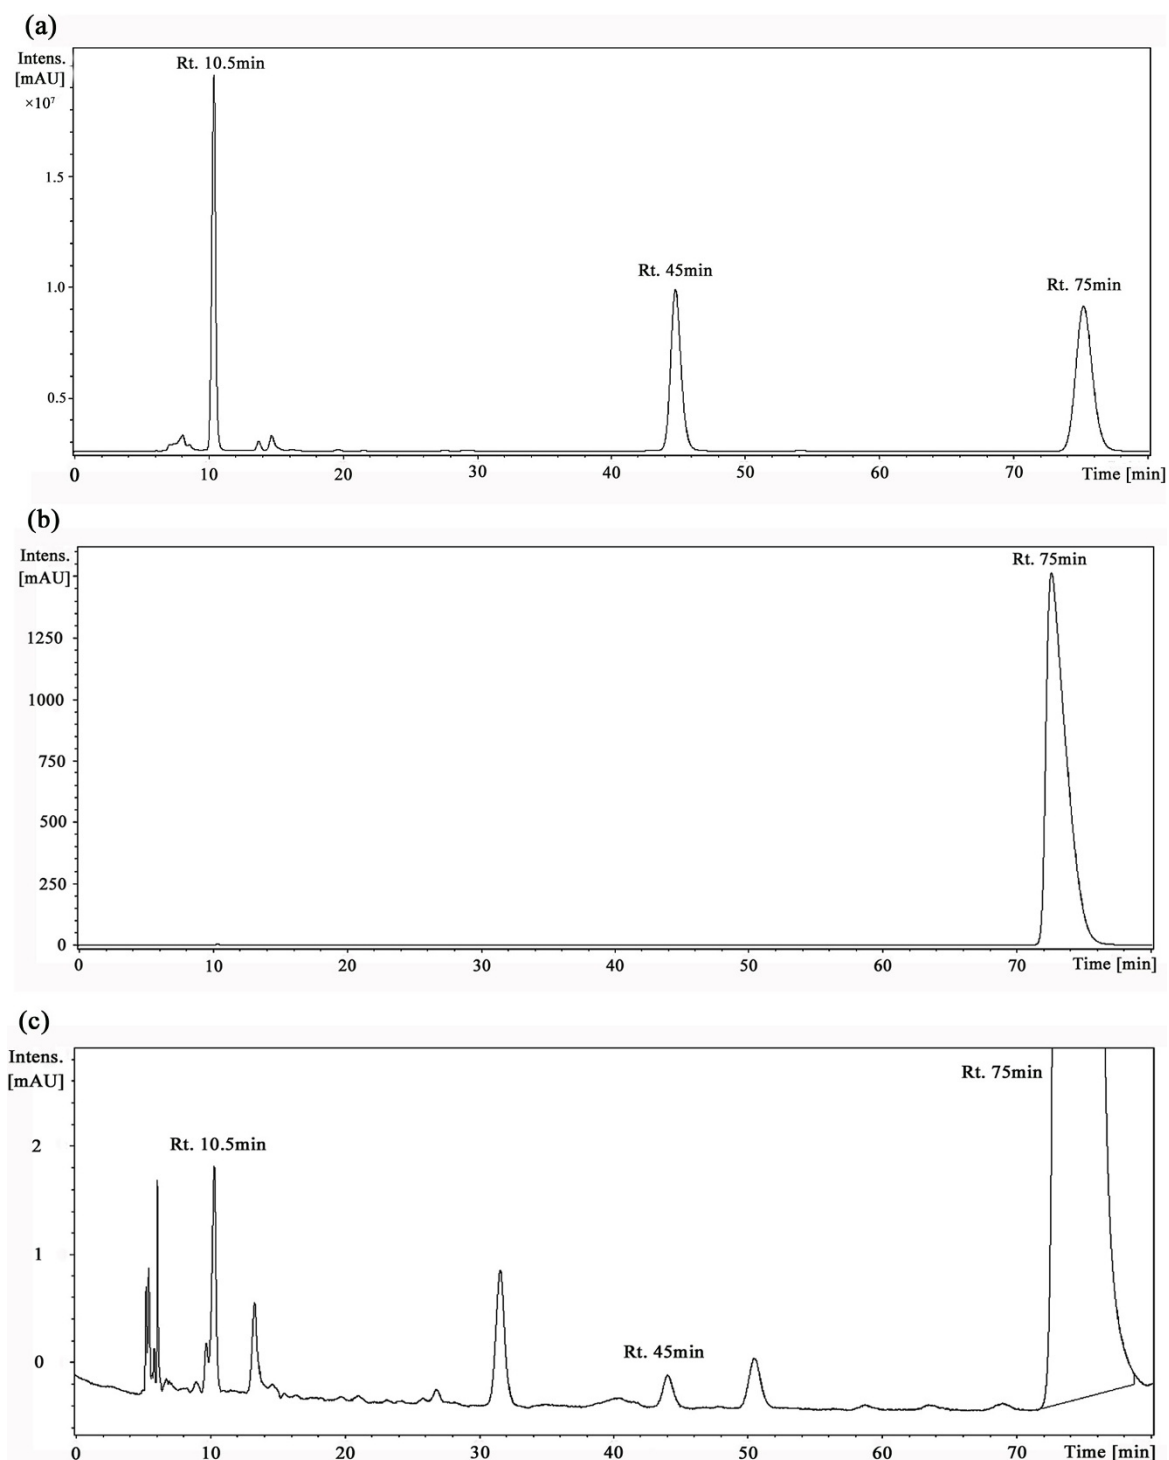 (a)
Intens.
[mAU]
×10⁷
Rt. 10.5min
Rt. 45min
Rt. 75min
1.5
1.0
0.5
0 10 20 30 40 50 60 70 Time [min]
(b)
Intens.
[mAU]
Rt. 75min
1250
1000
750
500
250
0
0 10 20 30 40 50 60 70 Time [min]
(c)
Intens.
[mAU]
Rt. 75min
Rt. 10.5min
2
1
Rt. 45min
0
0 10 20 30 40 50 60 70 Time [min]